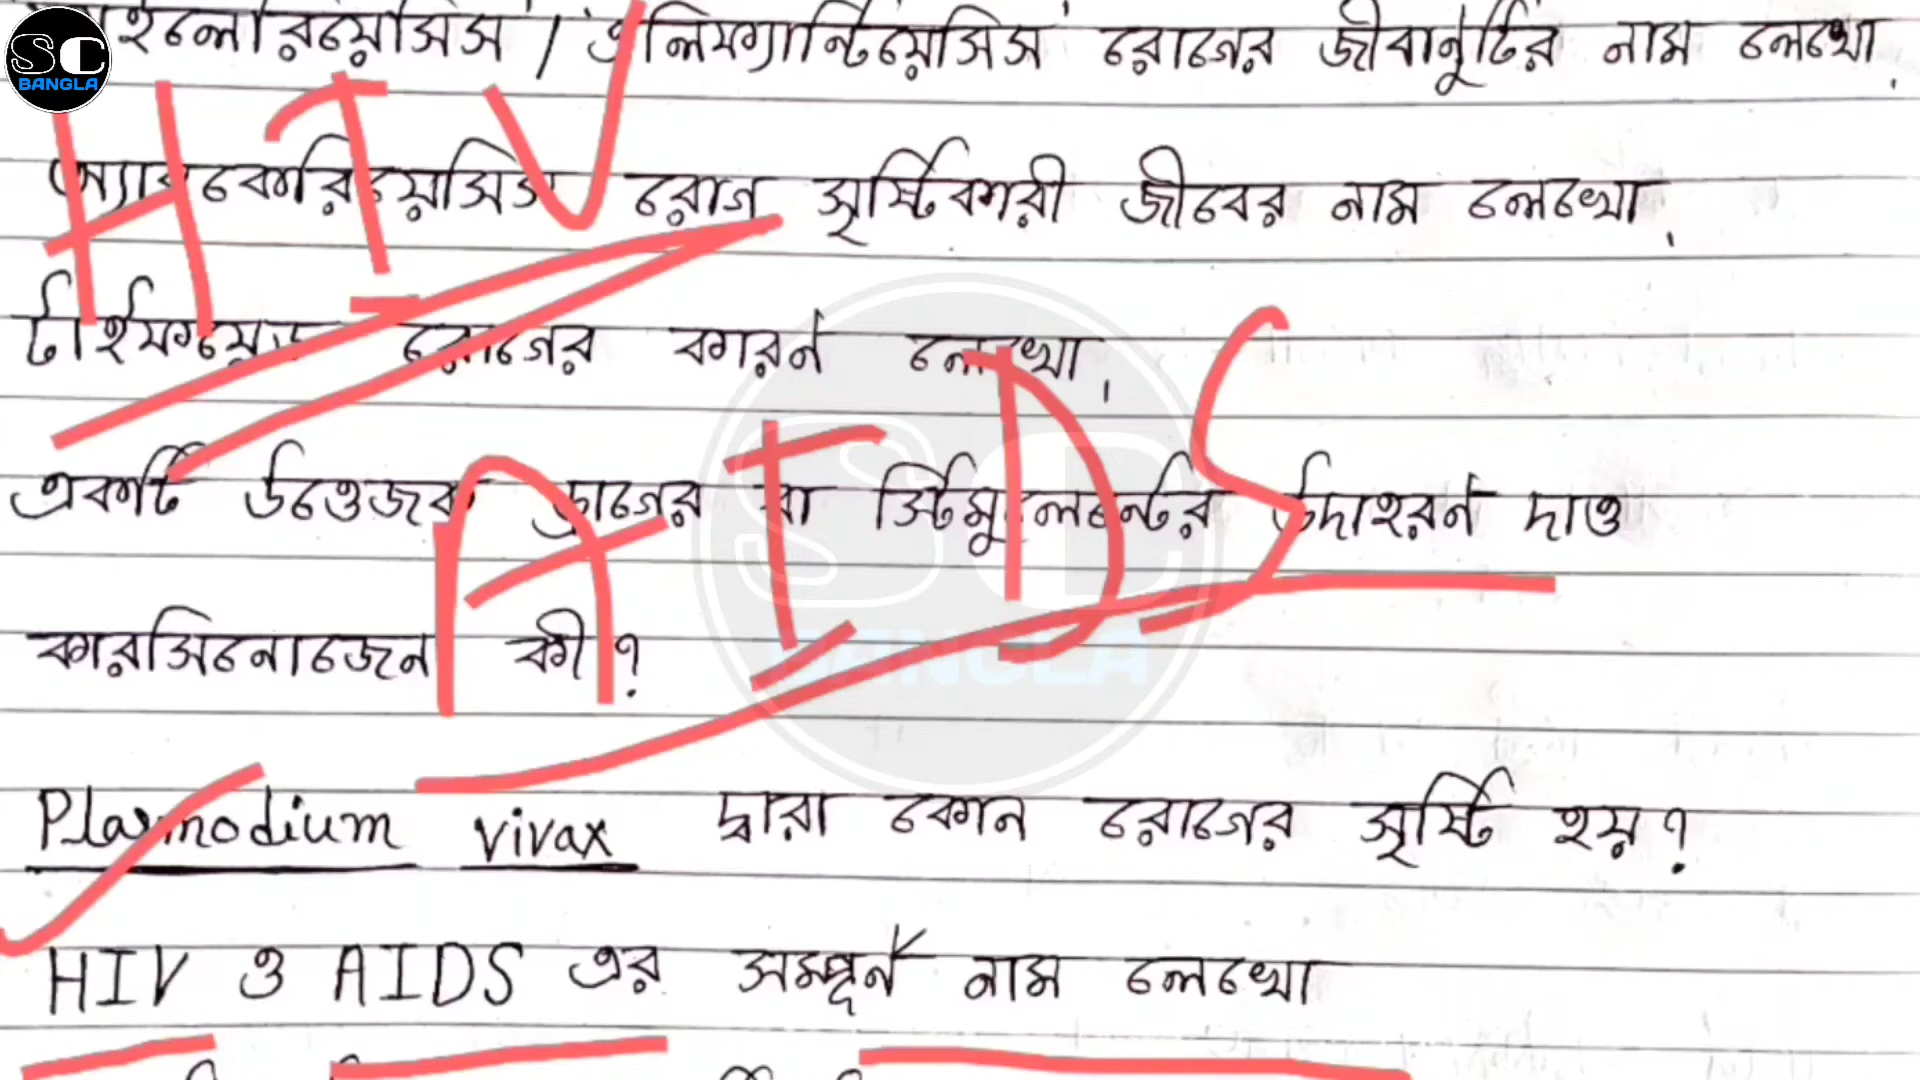 SC
BANGLA
ইলেরিয়েসিস / এলিফ্যান্টিয়েসিস রোগের জীবানুটির নাম লেখো,
HIV
অ্যাসকেরিয়েসিস রোগ সৃষ্টিকারী জীবের নাম লেখো,
টাইফয়েড রোগের কারন লেখো,
AIDS
একটি উত্তেজক ড্রাগের বা স্টিমুলেন্টের উদাহরন দাও
কারসিনোজেন কী?
Plasmodium vivax দ্বারা কোন রোগের সৃষ্টি হয়?
HIV ও AIDS এর সম্পূর্ন নাম লেখো